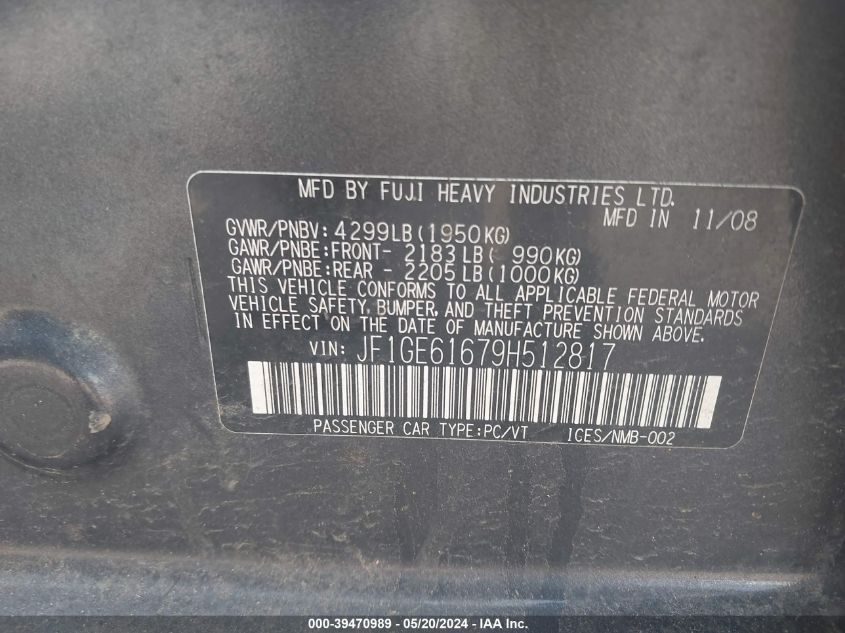 MFD BY FUJI HEAVY INDUSTRIES LTD.
MFD IN 11/08
GVWR/PNBV: 4299LB(1950KG)
GAWR/PNBE:FRONT- 2183LB( 990KG)
GAWR/PNBE:REAR - 2205LB(1000KG)
THIS VEHICLE CONFORMS TO ALL APPLICABLE FEDERAL MOTOR
VEHICLE SAFETY, BUMPER, AND THEFT PREVENTION STANDARDS
IN EFFECT ON THE DATE OF MANUFACTURE SHOWN ABOVE.
VIN: JF1GE61679H512817
PASSENGER CAR TYPE:PC/VT 1GES/NMB-002
000-39470989 / 05/20/2024 - IAA Inc.